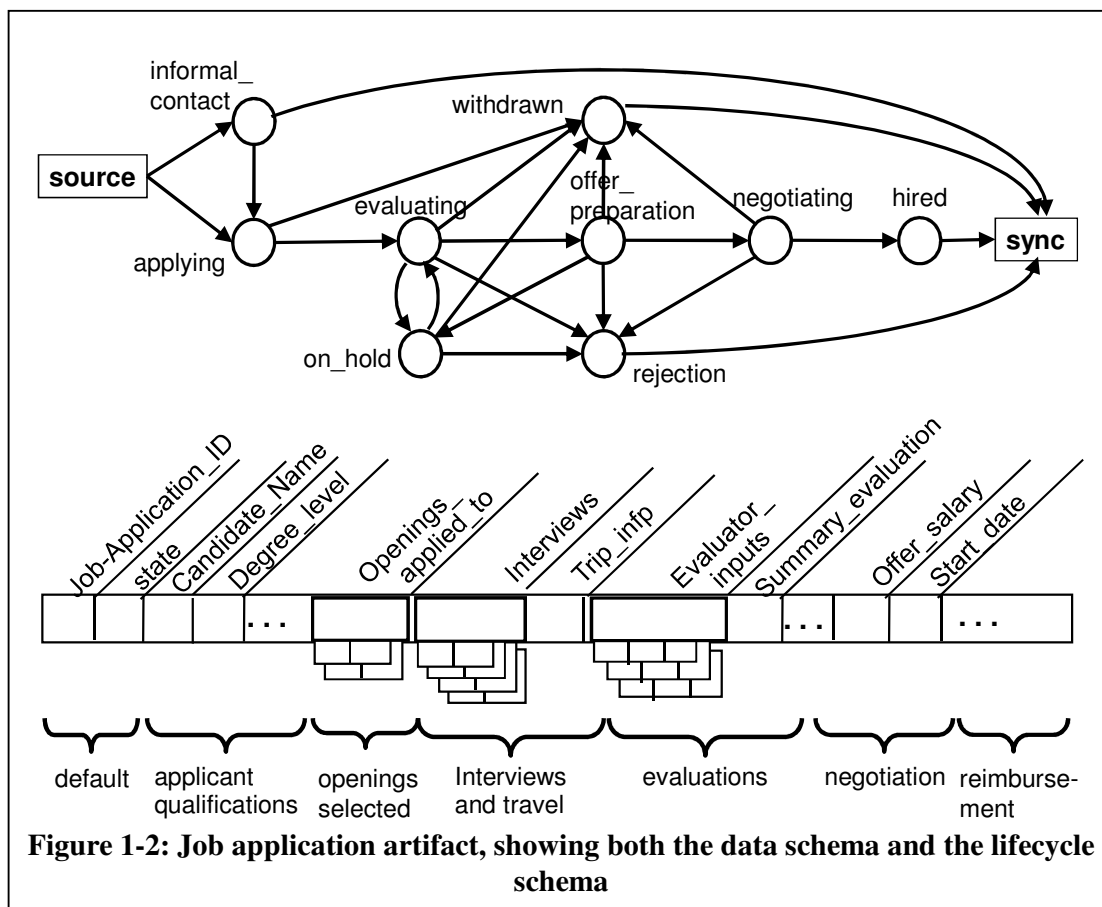 informal_
contact
withdrawn
source
offer_
preparation
evaluating
negotiating
hired
applying
sync
on_hold
rejection
Job-Application_ID
state
Candidate_Name
Degree_level
Openings_
applied_to
Interviews
Trip_infp
Evaluator_
inputs
Summary_evaluation
Offer_salary
Start_date
. . .
. . .
. . .
default
applicant
qualifications
openings
selected
Interviews
and travel
evaluations
negotiation
reimburse-
ment
Figure 1-2: Job application artifact, showing both the data schema and the lifecycle
schema